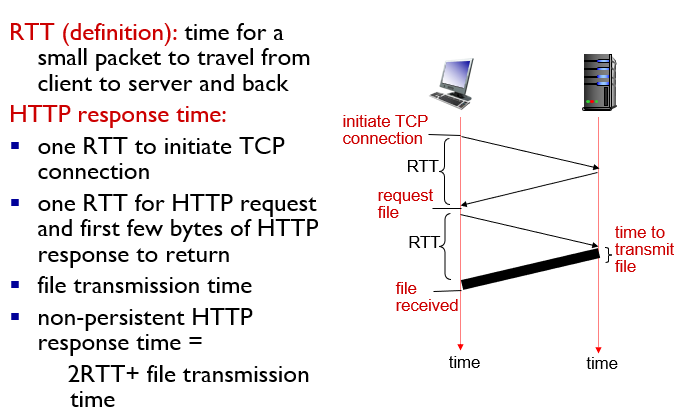 RTT (definition): time for a
small packet to travel from
client to server and back
HTTP response time:
▪ one RTT to initiate TCP
connection
▪ one RTT for HTTP request
and first few bytes of HTTP
response to return
▪ file transmission time
▪ non-persistent HTTP
response time =
2RTT+ file transmission
time
initiate TCP
connection
RTT
request
file
RTT
time to
transmit
file
file
received
time
time